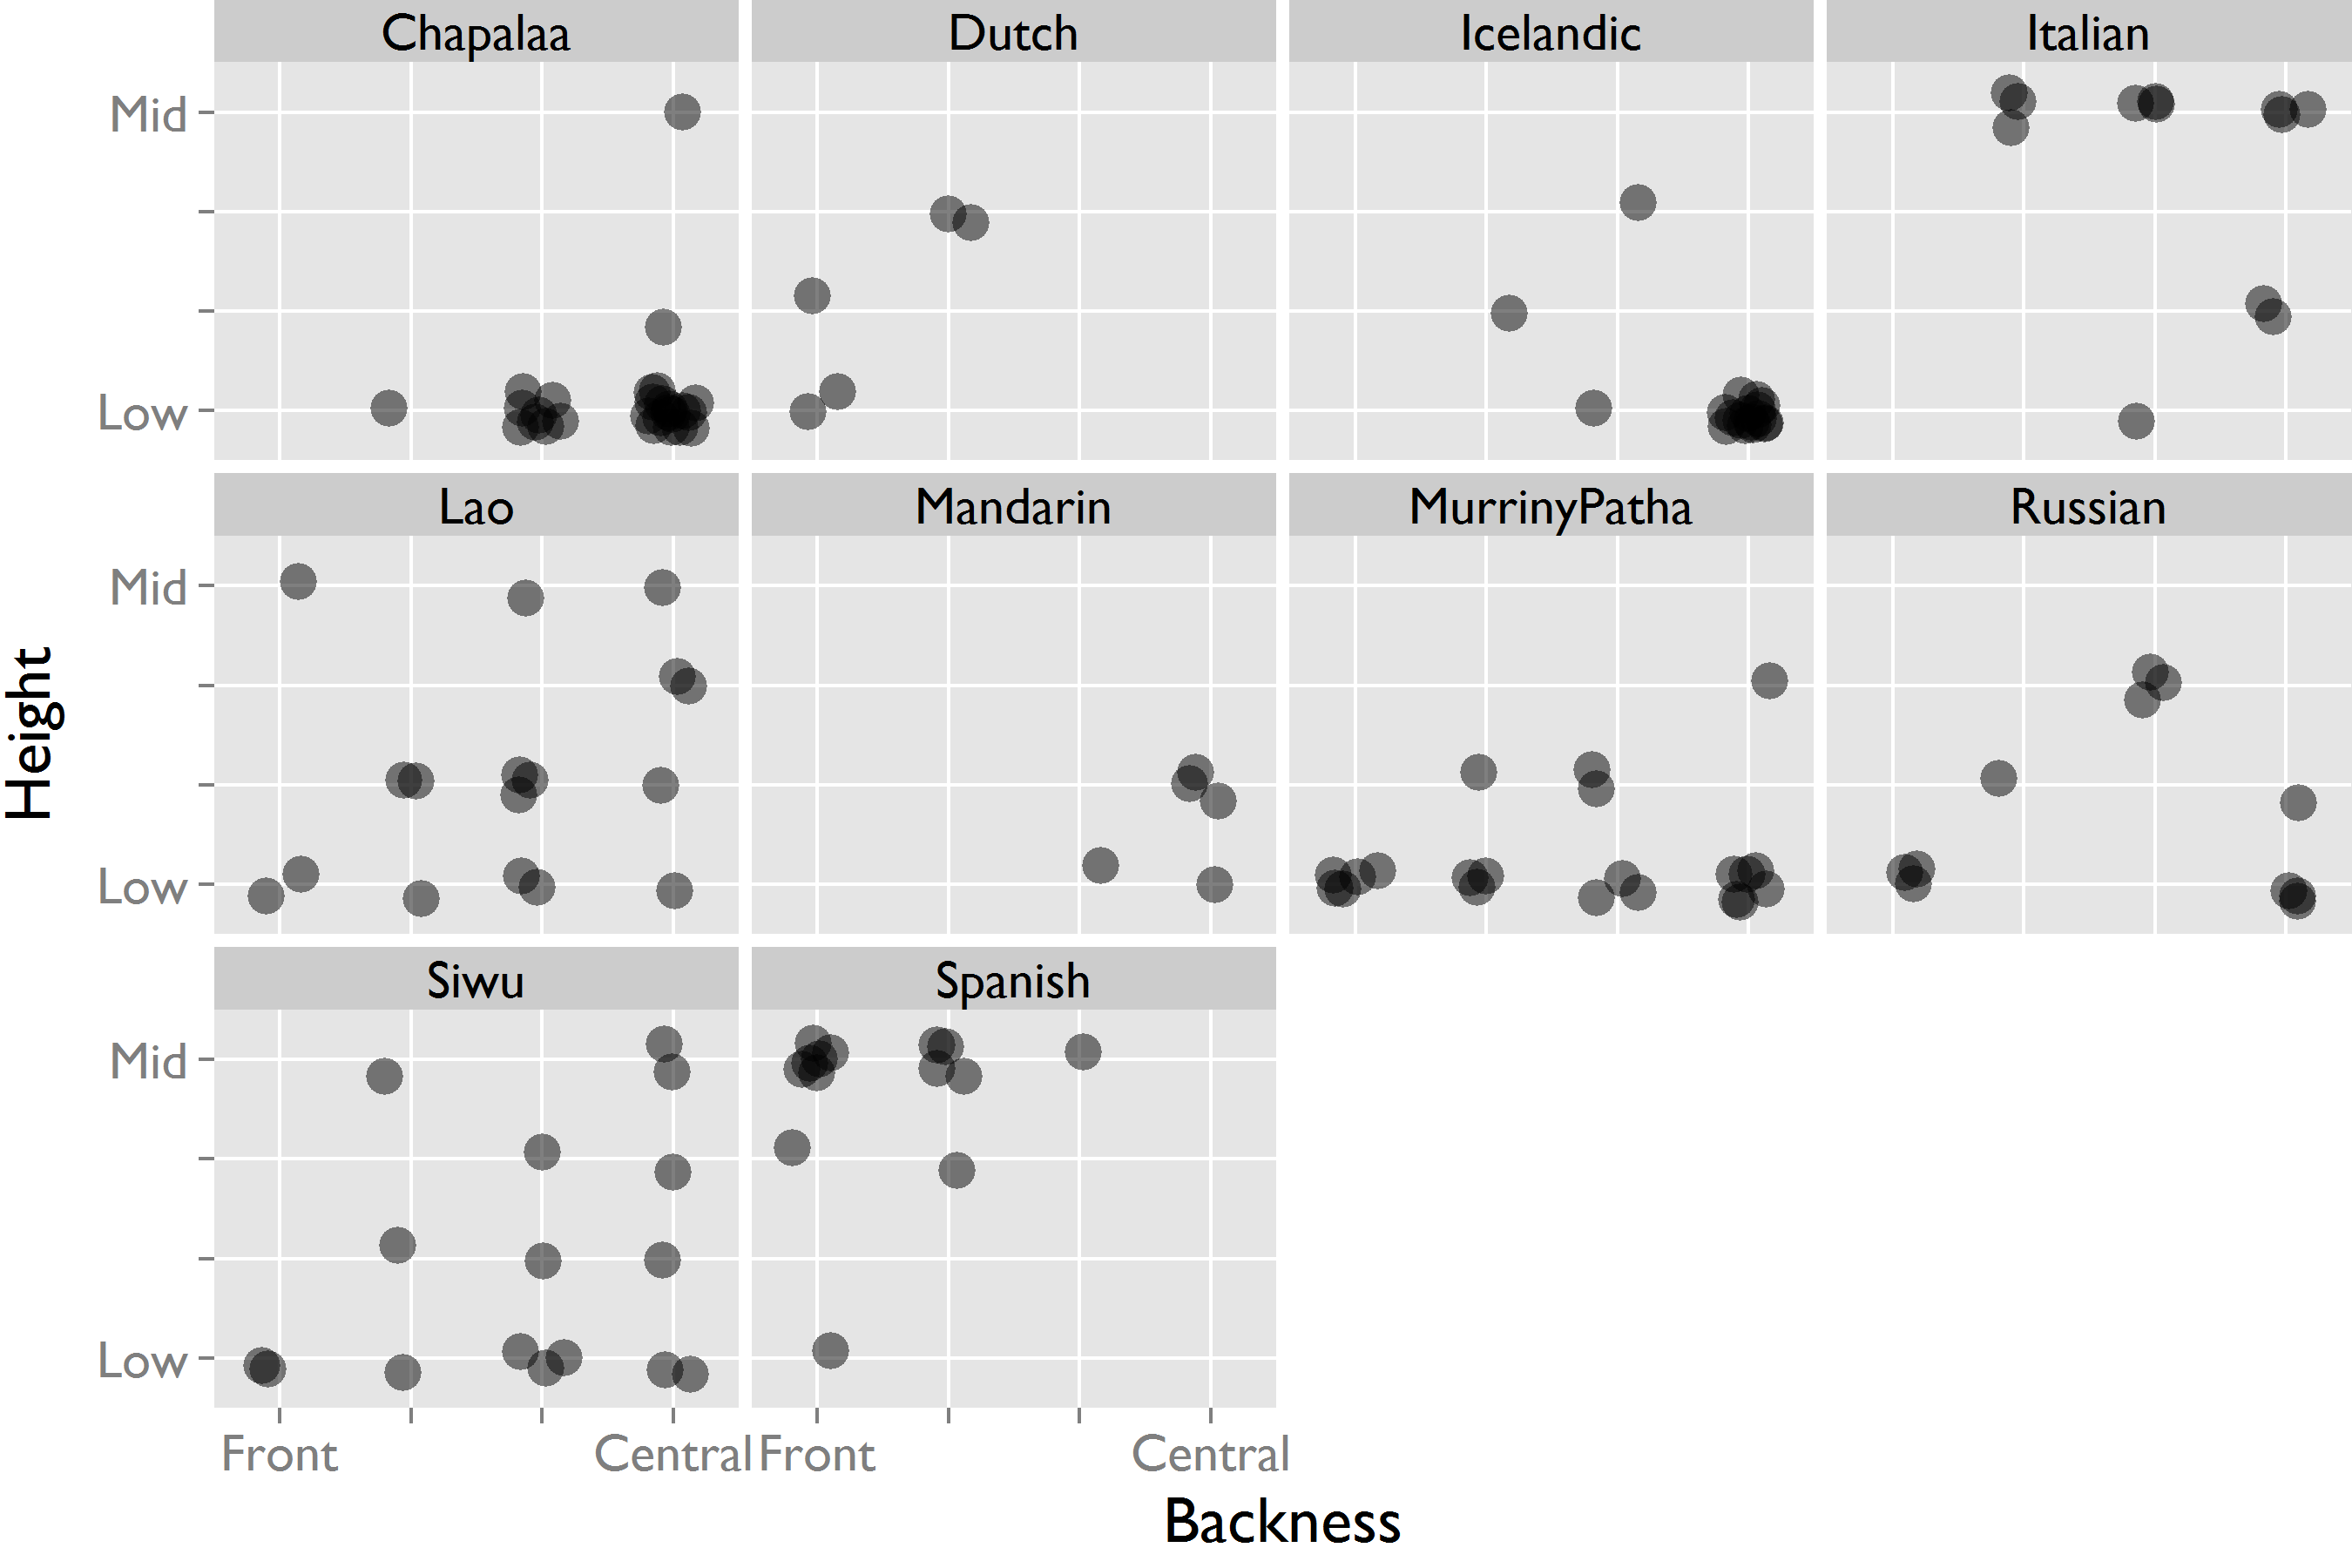 Chapalaa Dutch Icelandic Italian
Mid
Low
Lao Mandarin MurrinyPatha Russian
Mid
Low
Height
Siwu Spanish
Mid
Low
Front Central Front Central
Backness